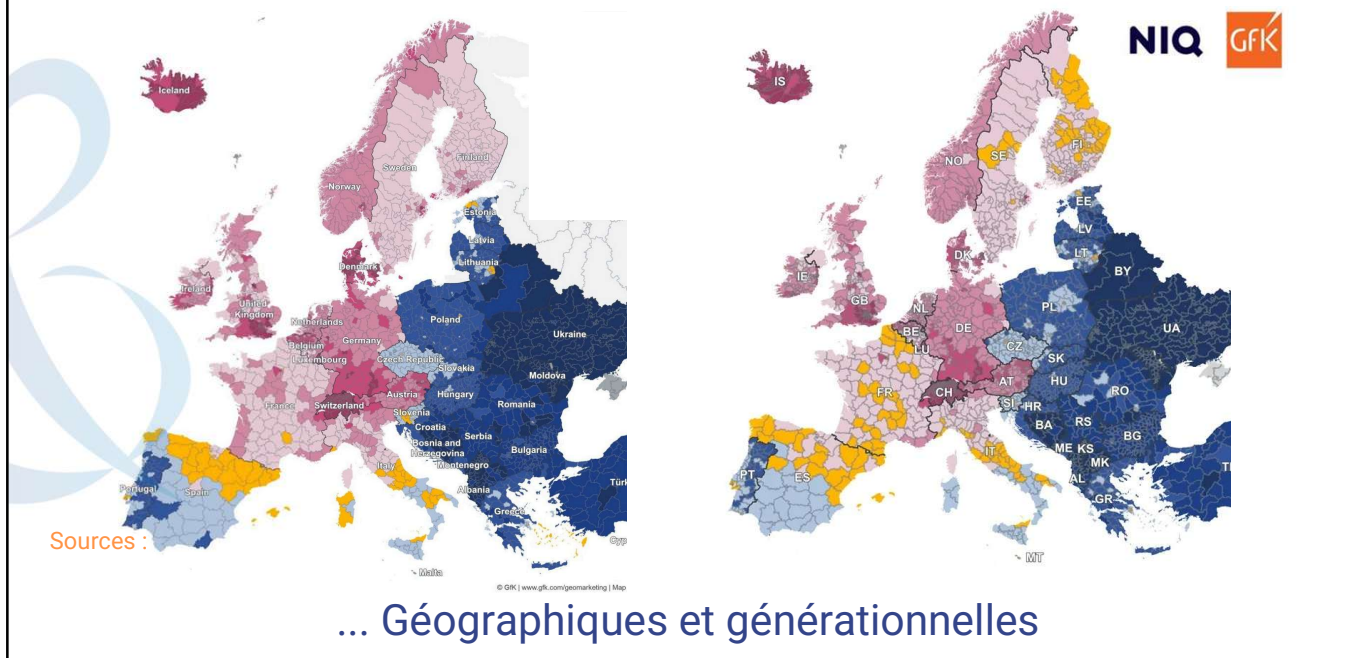 NIQ GFK
Iceland
Norway
Sweden
Finland
Estonia
Latvia
Lithuania
Denmark
Ireland
United
Kingdom
Netherlands
Belgium
Luxembourg
Germany
Poland
Czech Republic
Slovakia
Ukraine
Moldova
France
Switzerland
Austria
Hungary
Romania
Slovenia
Croatia
Bosnia and
Herzegovina
Serbia
Montenegro
Bulgaria
Italy
Albania
Greece
Türk
Cyp
Portugal
Spain
Malta
© GfK | www.gfk.com/geomarketing | Map
IS
NO
SE
FI
EE
LV
LT
BY
DK
IE
GB
NL
BE
LU
DE
PL
CZ
SK
UA
FR
CH
AT
HU
RO
SI
HR
BA
RS
BG
ME
KS
MK
AL
GR
IT
PT
ES
MT
Sources :
... Géographiques et générationnelles